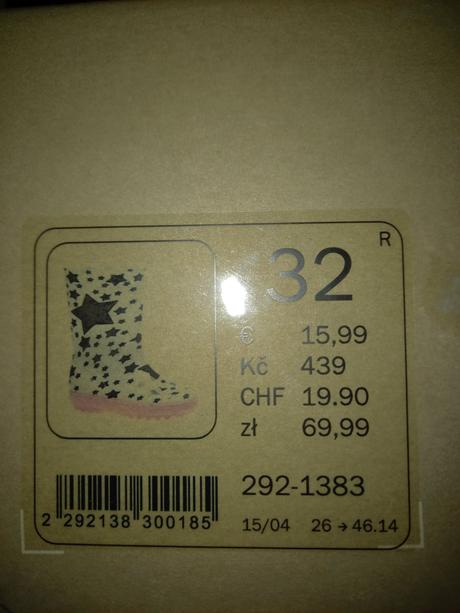 R
32
€ 15,99
Kč 439
CHF 19.90
zł 69,99
292-1383
2 292138 300185
15/04 26 → 46.14